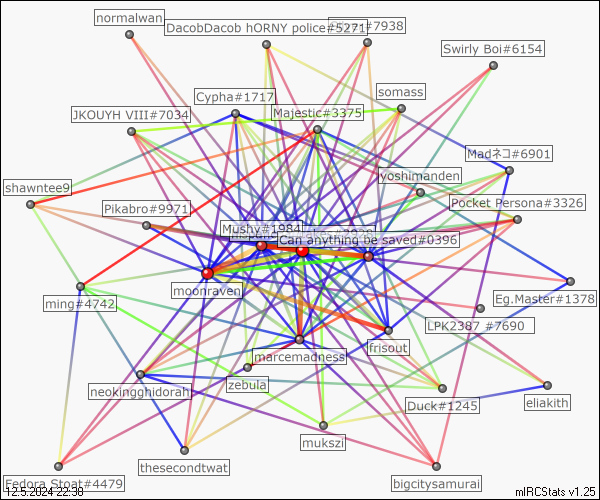 normalwan
DacobDacob hORNY police#5271
#7938
Swirly Boi#6154
Cypha#1717
somass
JKOUYH VIII#7034
Majestic#3375
Madネコ#6901
yoshimanden
shawntee9
Pikabro#9971
Pocket Persona#3326
Mushy#1984
Can anything be saved#0396
moonraven
Eg.Master#1378
ming#4742
LPK2387 #7690
marcemadness
frisout
neokingghidorah
zebula
Duck#1245
eliakith
mukszi
thesecondtwat
Fedora Stoat#4479
bigcitysamurai
12.5.2024 22:38
mIRCStats v1.25